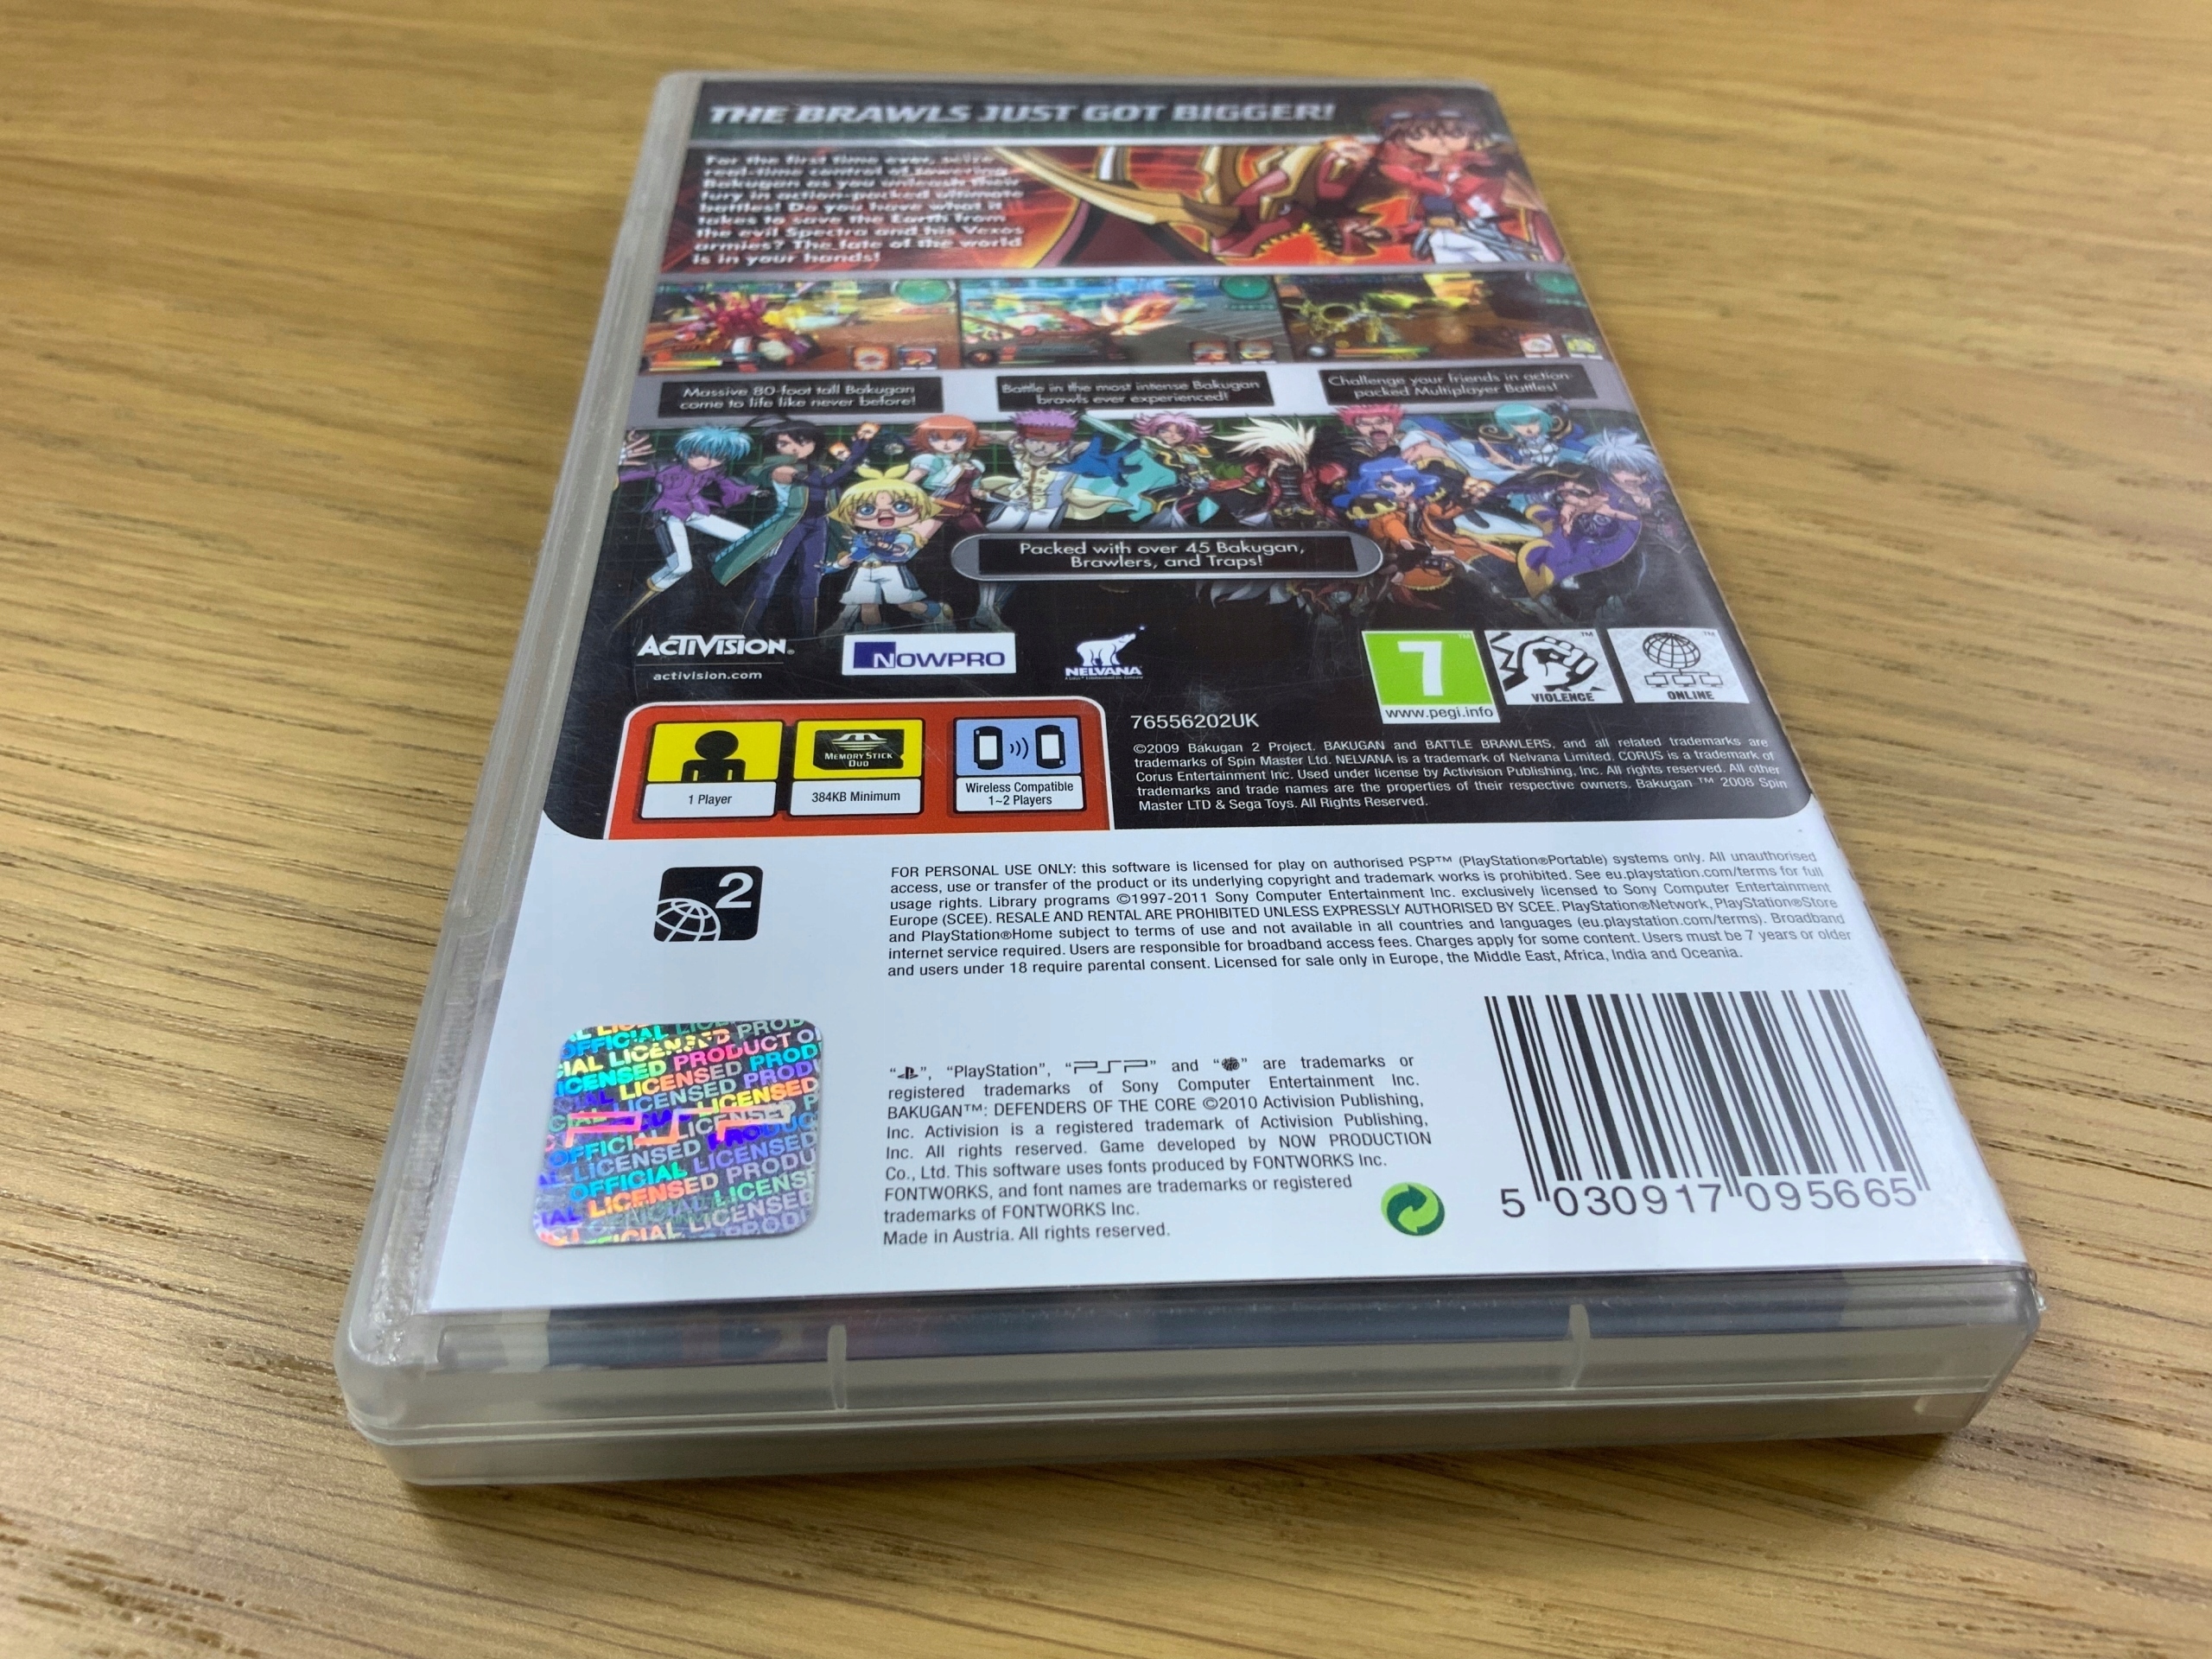 THE BRAWLS JUST GOT BIGGER!
For the first time ever, seize
real-time control of towering
Bakugan as you unleash their
fury in action-packed ultimate
battles! Do you have what it
takes to save the Earth from
the evil Spectra and his Vexos
armies? The fate of the world
is in your hands!
Massive 80-foot tall Bakugan
come to life like never before!
Battle in the most intense Bakugan
brawls ever experienced!
Challenge your friends in action-
packed Multiplayer Battles!
Packed with over 45 Bakugan,
Brawlers, and Traps!
ACTIVISION®
activision.com
NOWPRO
NELVANA
7
www.pegi.info
VIOLENCE
ONLINE
1 Player
MEMORY STICK
DUO
384KB Minimum
Wireless Compatible
1~2 Players
76556202UK
©2009 Bakugan 2 Project. BAKUGAN and BATTLE BRAWLERS, and all related trademarks are
trademarks of Spin Master Ltd. NELVANA is a trademark of Nelvana Limited. CORUS is a trademark of
Corus Entertainment Inc. Used under license by Activision Publishing, Inc. All rights reserved. All other
trademarks and trade names are the properties of their respective owners. Bakugan ™ 2008 Spin
Master LTD & Sega Toys. All Rights Reserved.
2
FOR PERSONAL USE ONLY: this software is licensed for play on authorised PSP™ (PlayStation®Portable) systems only. All unauthorised
access, use or transfer of the product or its underlying copyright and trademark works is prohibited. See eu.playstation.com/terms for full
usage rights. Library programs ©1997-2011 Sony Computer Entertainment Inc. exclusively licensed to Sony Computer Entertainment
Europe (SCEE). RESALE AND RENTAL ARE PROHIBITED UNLESS EXPRESSLY AUTHORISED BY SCEE. PlayStation®Network, PlayStation®Store
and PlayStation®Home subject to terms of use and not available in all countries and languages (eu.playstation.com/terms). Broadband
internet service required. Users are responsible for broadband access fees. Charges apply for some content. Users must be 7 years or older
and users under 18 require parental consent. Licensed for sale only in Europe, the Middle East, Africa, India and Oceania.
OFFICIAL LICENSED PRODUCT
PSP
"PlayStation", "PSP" and " " are trademarks or
registered trademarks of Sony Computer Entertainment Inc.
BAKUGAN™: DEFENDERS OF THE CORE ©2010 Activision Publishing,
Inc. Activision is a registered trademark of Activision Publishing,
Inc. All rights reserved. Game developed by NOW PRODUCTION
Co., Ltd. This software uses fonts produced by FONTWORKS Inc.
FONTWORKS, and font names are trademarks or registered
trademarks of FONTWORKS Inc.
Made in Austria. All rights reserved.
5 030917 095665